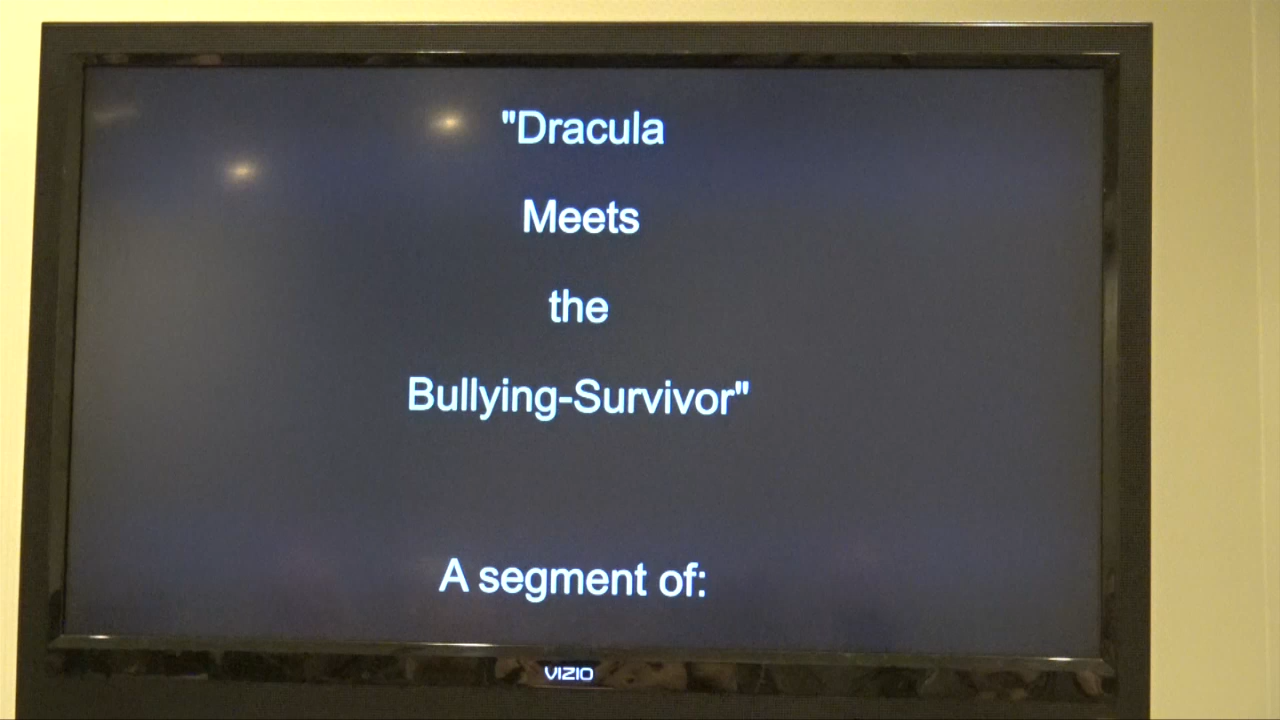 "Dracula
Meets
the
Bullying-Survivor"
A segment of:
VIZIO